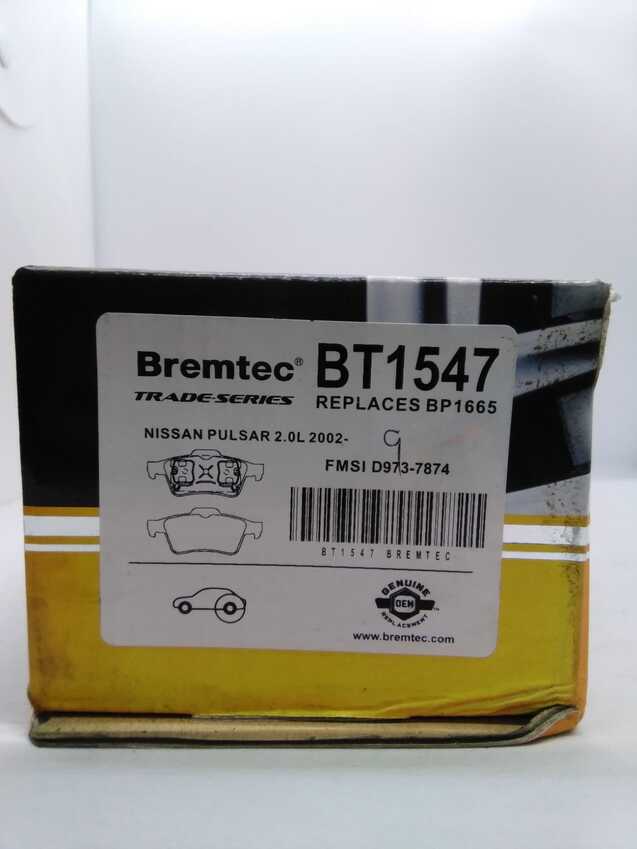 Bremtec®
TRADE-SERIES
BT1547
REPLACES BP1665
NISSAN PULSAR 2.0L 2002-
9
FMSI D973-7874
BT1547 BREMTEC
GENUINE
OEM
REPLACEMENT
™
www.bremtec.com